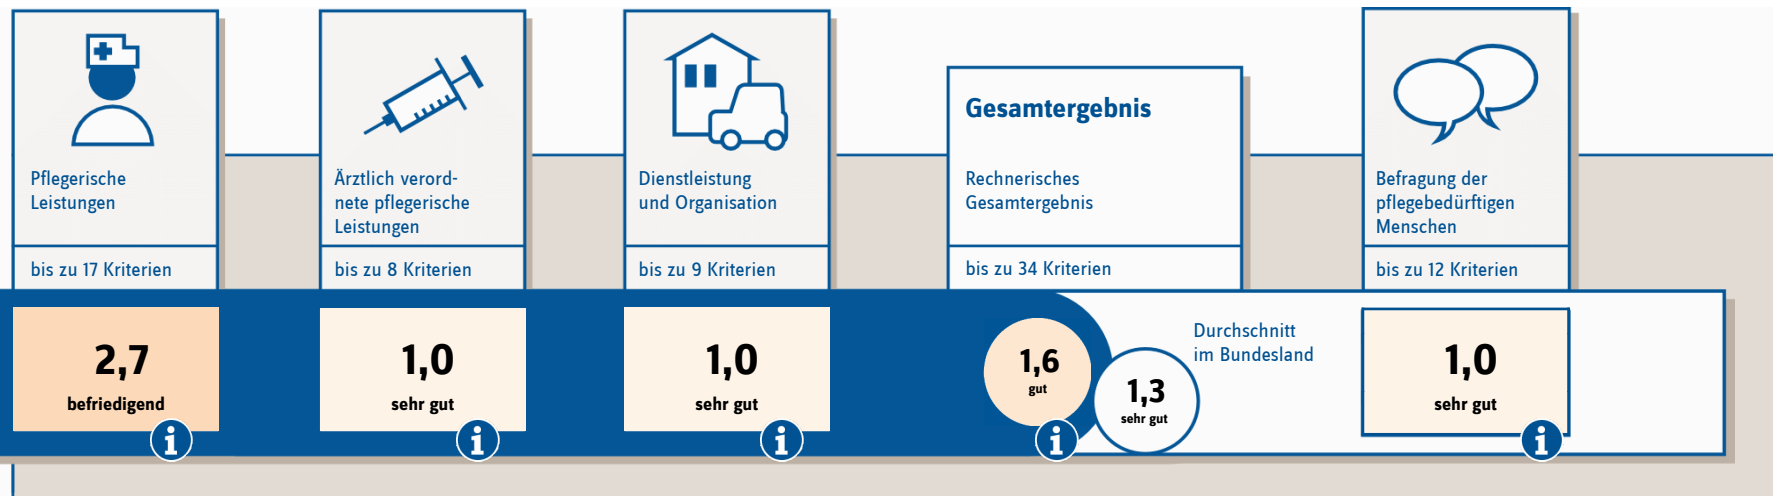 Pflegerische
Leistungen
bis zu 17 Kriterien
2,7
befriedigend
i
Ärztlich verord-
nete pflegerische
Leistungen
bis zu 8 Kriterien
1,0
sehr gut
i
Dienstleistung
und Organisation
bis zu 9 Kriterien
1,0
sehr gut
i
Gesamtergebnis
Rechnerisches
Gesamtergebnis
bis zu 34 Kriterien
1,6
gut
i
1,3
sehr gut
Durchschnitt
im Bundesland
Befragung der
pflegebedürftigen
Menschen
bis zu 12 Kriterien
1,0
sehr gut
i